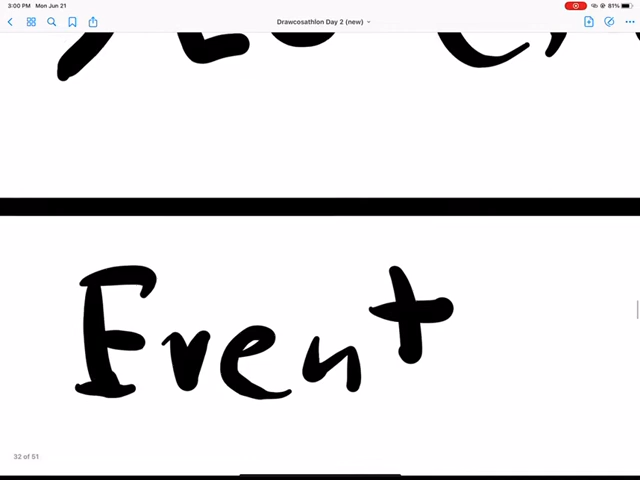 3:00 PM Mon Jun 21
81%
Drawcosathlon Day 2 (new)
Event
32 of 51